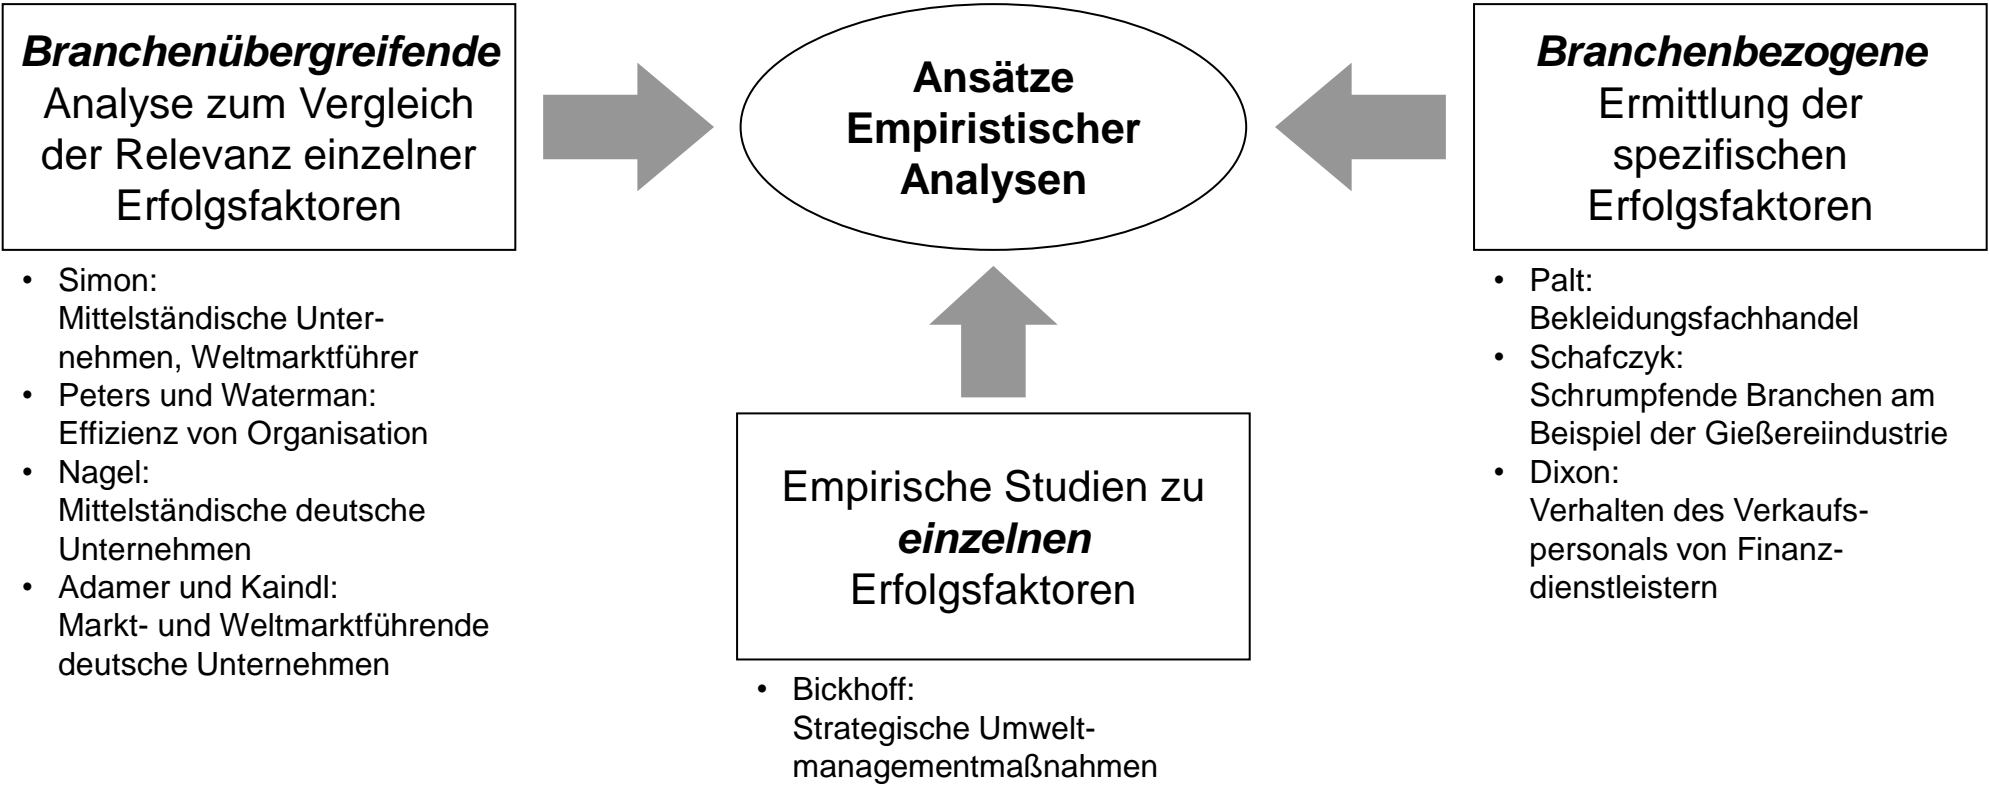 Branchenübergreifende
Analyse zum Vergleich
der Relevanz einzelner
Erfolgsfaktoren
• Simon:
Mittelständische Unter-
nehmen, Weltmarktführer
• Peters und Waterman:
Effizienz von Organisation
• Nagel:
Mittelständische deutsche
Unternehmen
• Adamer und Kaindl:
Markt- und Weltmarktführende
deutsche Unternehmen
Ansätze
Empiristischer
Analysen
Empirische Studien zu
einzelnen
Erfolgsfaktoren
• Bickhoff:
Strategische Umwelt-
managementmaßnahmen
Branchenbezogene
Ermittlung der
spezifischen
Erfolgsfaktoren
• Palt:
Bekleidungsfachhandel
• Schafczyk:
Schrumpfende Branchen am
Beispiel der Gießereiindustrie
• Dixon:
Verhalten des Verkaufs-
personals von Finanz-
dienstleistern